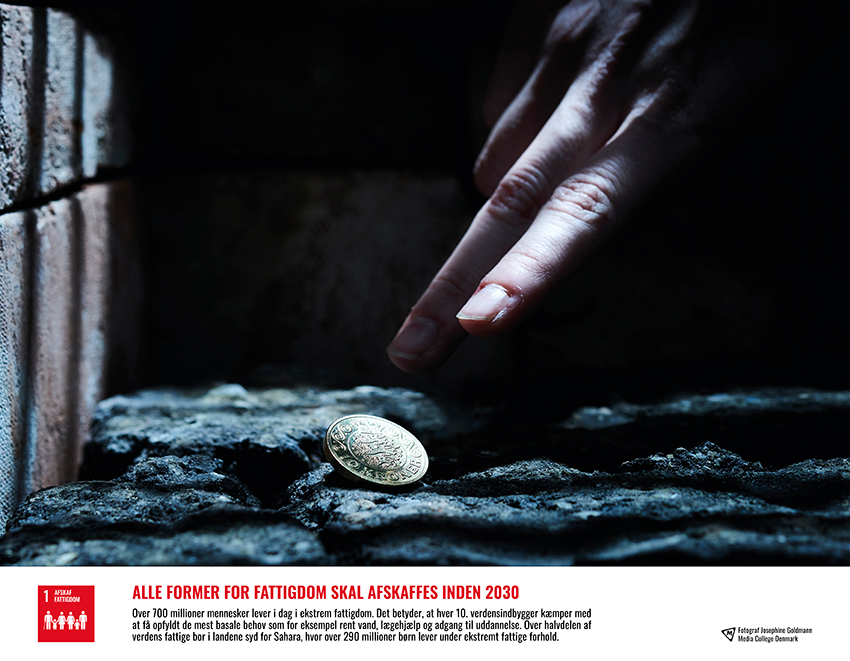 1 AFSKAF
FATTIGDOM
ALLE FORMER FOR FATTIGDOM SKAL AFSKAFFES INDEN 2030
Over 700 millioner mennesker lever i dag i ekstrem fattigdom. Det betyder, at hver 10. verdensindbygger kæmper med
at få opfyldt de mest basale behov som for eksempel rent vand, lægehjælp og adgang til uddannelse. Over halvdelen af
verdens fattige bor i landene syd for Sahara, hvor over 290 millioner børn lever under ekstremt fattige forhold.
Fotograf Josephine Goldmann
Media College Denmark